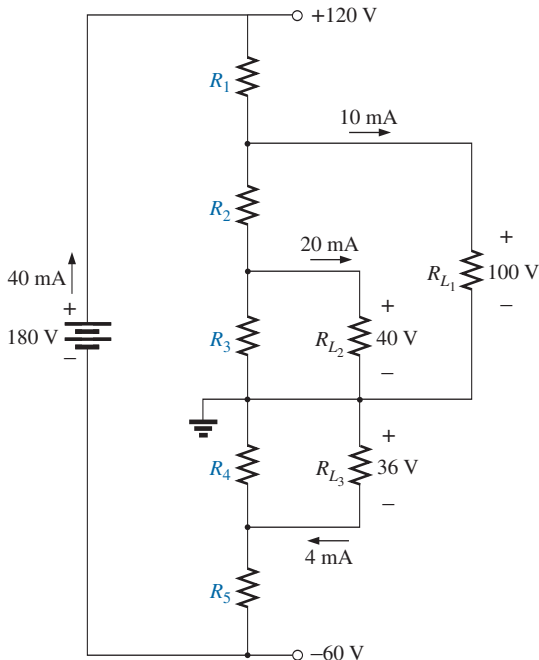 +120 V
R1
10 mA
R2
20 mA
+
RL1
100 V
−
40 mA
+
180 V
−
R3
+
RL2
40 V
−
R4
+
RL3
36 V
−
4 mA
R5
−60 V